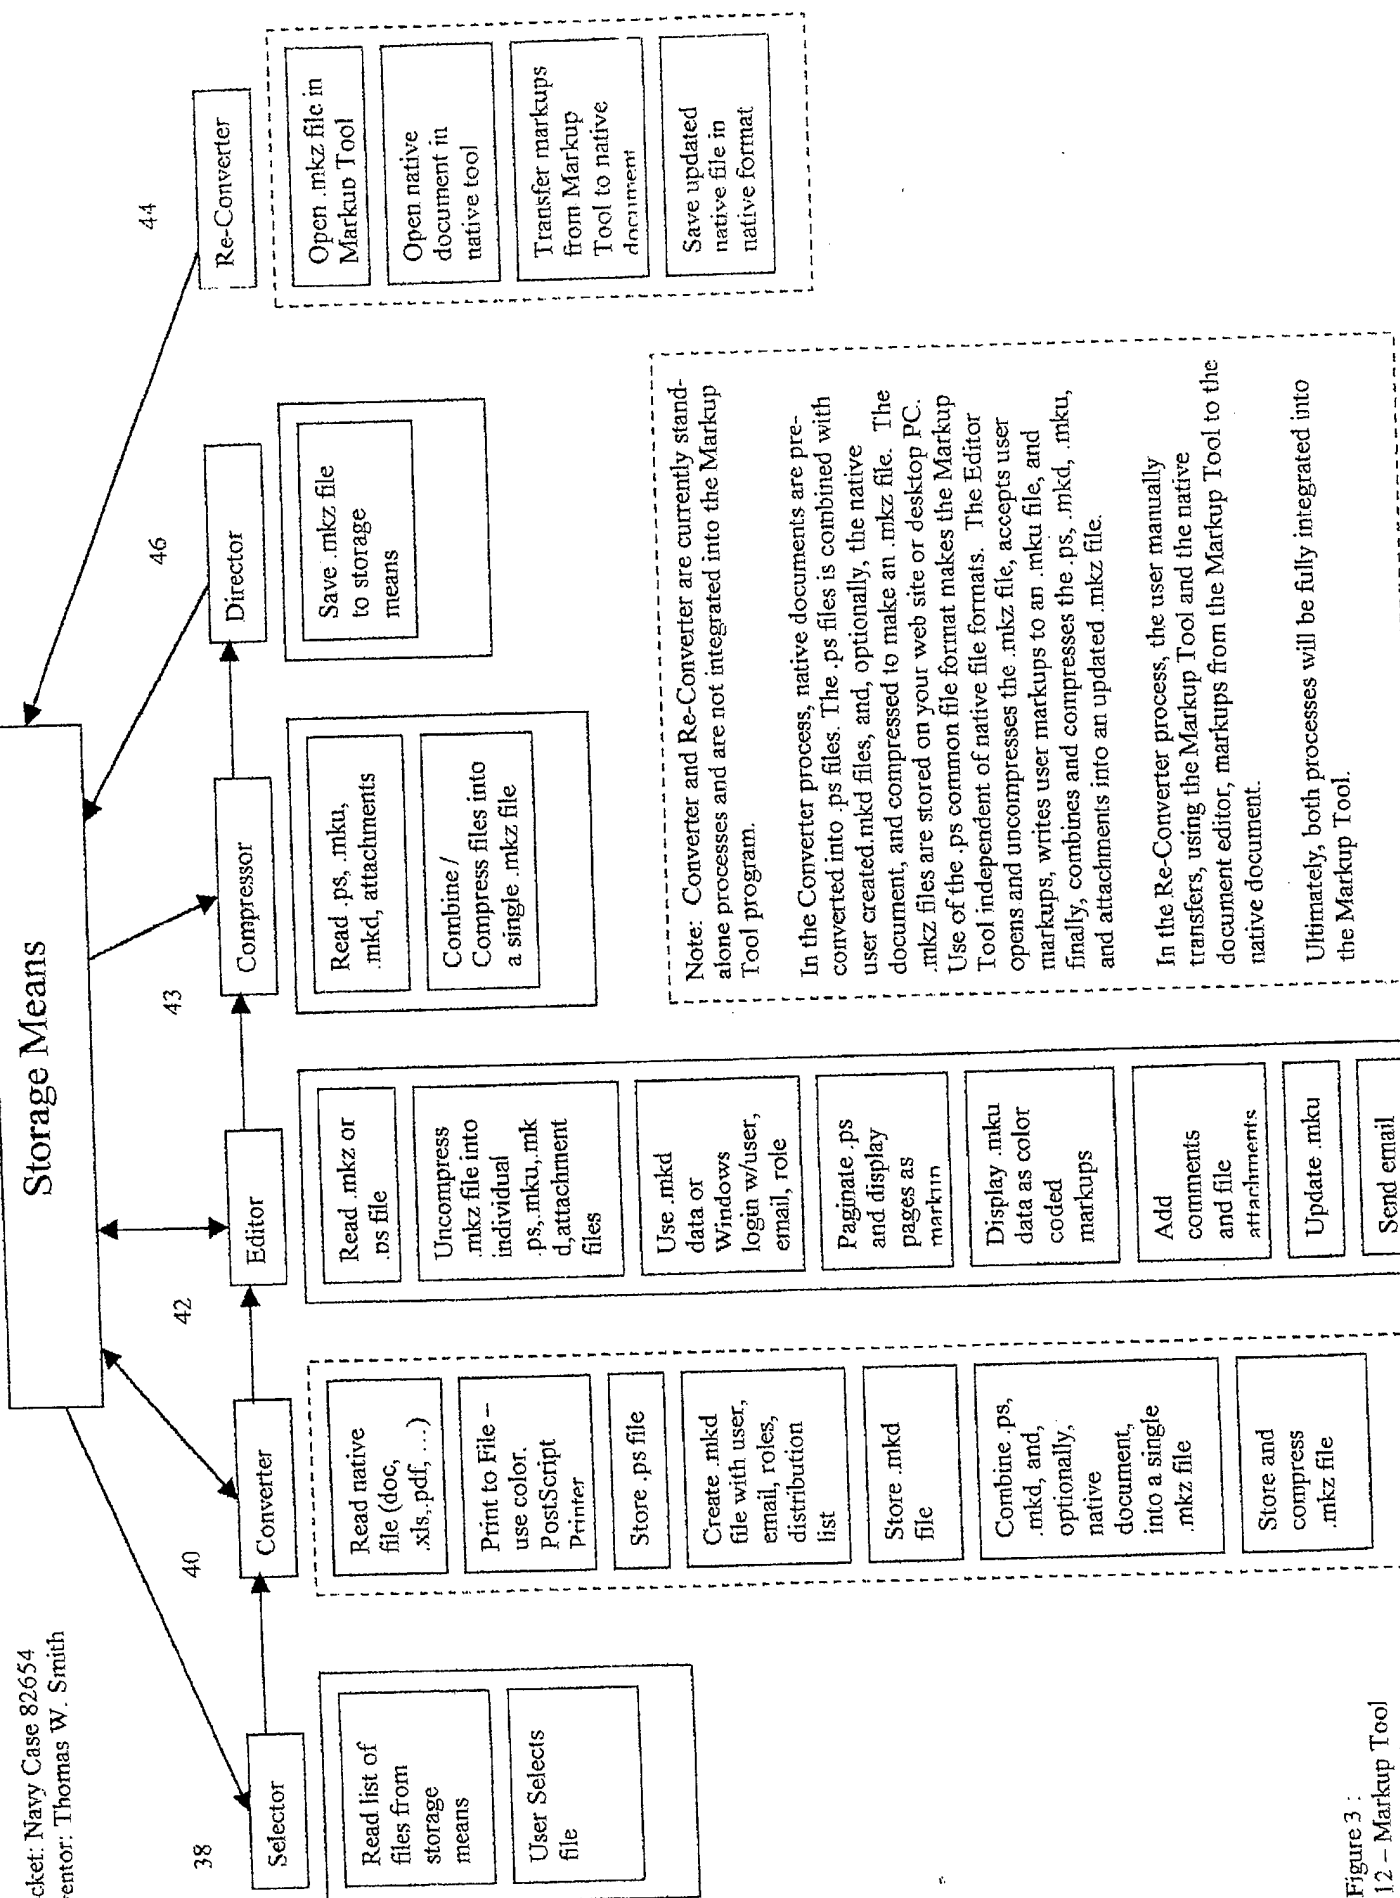 cket: Navy Case 82654
entor: Thomas W. Smith
Storage Means
38
Selector
Read list of
files from
storage
means
User Selects
file
40
Converter
Read native
file (doc,
.xls,.pdf, …)
Print to File –
use color.
PostScript
Printer
Store .ps file
Create .mkd
file with user,
email, roles,
distribution
list
Store .mkd
file
Combine .ps,
.mkd, and,
optionally,
native
document,
into a single
.mkz file
Store and
compress
.mkz file
42
Editor
Read .mkz or
.ps file
Uncompress
.mkz file into
individual
.ps,.mku,.mk
d,attachment
files
Use .mkd
data or
Windows
login w/user,
email, role
Paginate .ps
and display
pages as
markup
Display .mku
data as color
coded
markups
Add
comments
and file
attachments
Update .mku
Send email
43
Compressor
Read .ps, .mku,
.mkd, attachments
Combine /
Compress files into
a single .mkz file
46
Director
Save .mkz file
to storage
means
44
Re-Converter
Open .mkz file in
Markup Tool
Open native
document in
native tool
Transfer markups
from Markup
Tool to native
document
Save updated
native file in
native format
Note: Converter and Re-Converter are currently stand-
alone processes and are not integrated into the Markup
Tool program.
In the Converter process, native documents are pre-
converted into .ps files. The .ps files is combined with
user created.mkd files, and, optionally, the native
document, and compressed to make an .mkz file. The
.mkz files are stored on your web site or desktop PC.
Use of the .ps common file format makes the Markup
Tool independent of native file formats. The Editor
opens and uncompresses the .mkz file, accepts user
markups, writes user markups to an .mku file, and
finally, combines and compresses the .ps, .mkd, .mku,
and attachments into an updated .mkz file.
In the Re-Converter process, the user manually
transfers, using the Markup Tool and the native
document editor, markups from the Markup Tool to the
native document.
Ultimately, both processes will be fully integrated into
the Markup Tool.
Figure 3 :
12 – Markup Tool